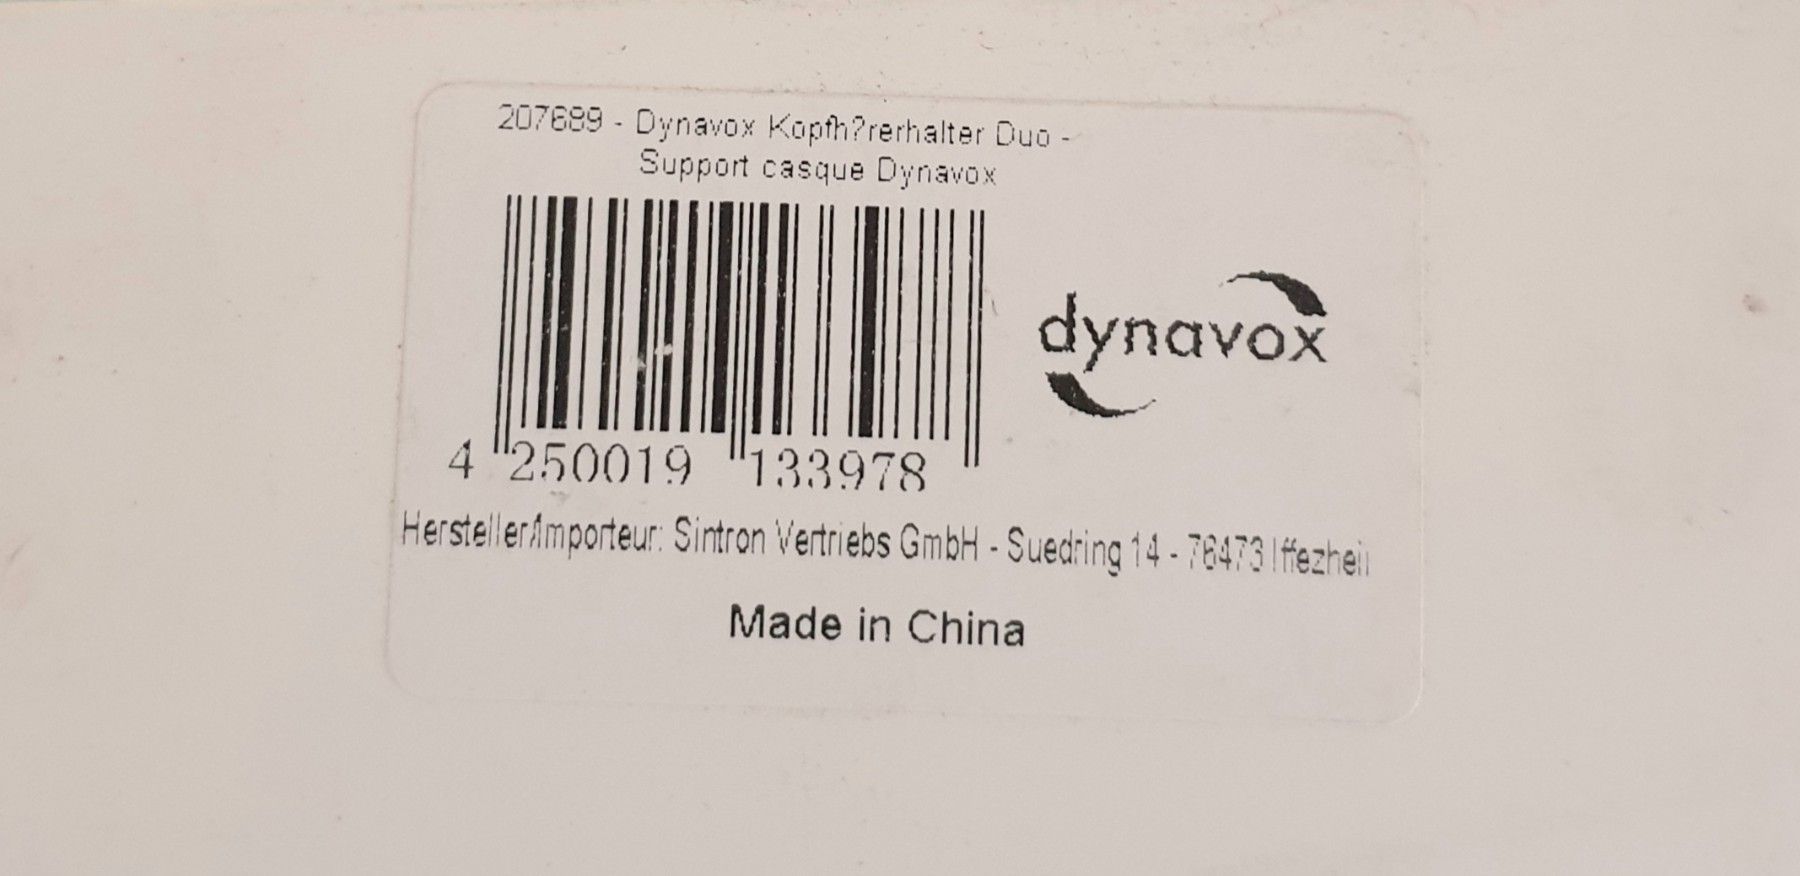 207689 - Dynavox Kopfh?rerhalter Duo -
Support casque Dynavox
dynavox
4 250019 133978
Hersteller/Importeur: Sintron Vertriebs GmbH - Suedring 14 - 76473 Iffezhei
Made in China